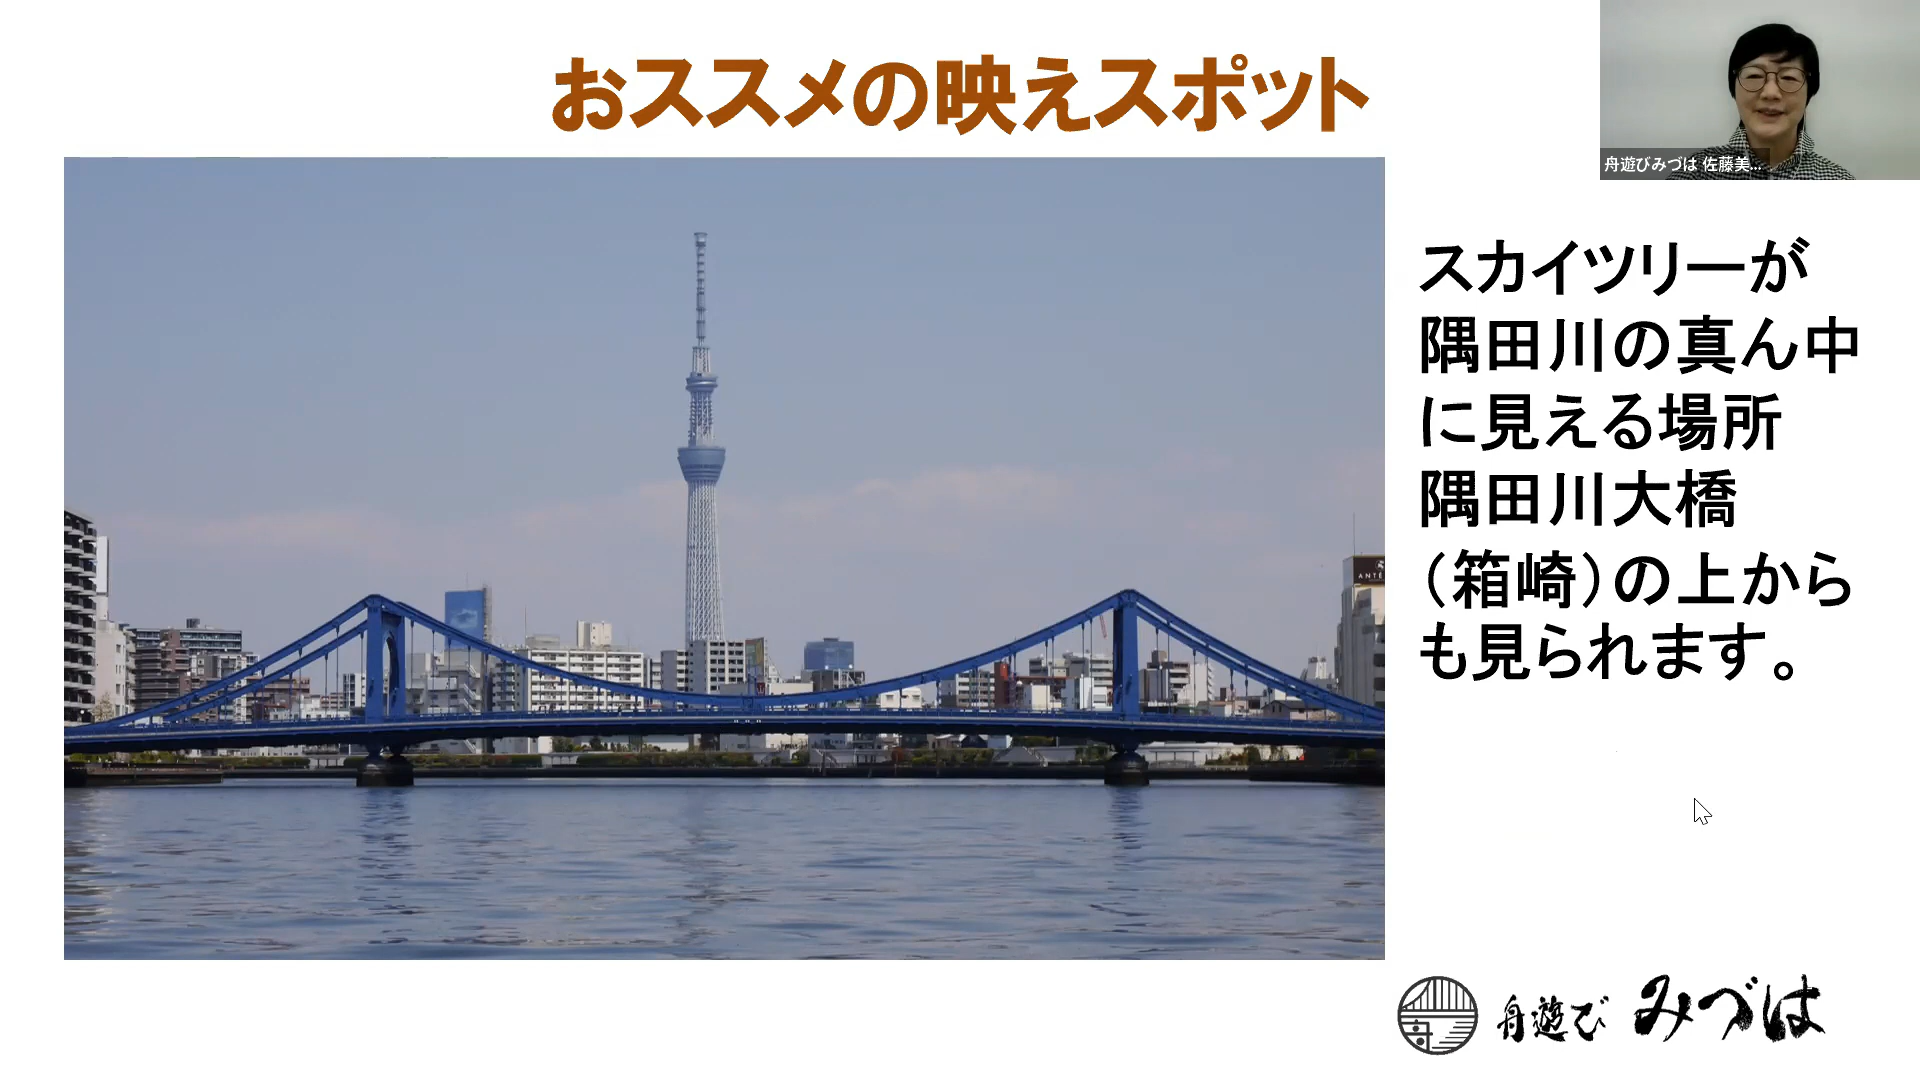 おススメの映えスポット
舟遊びみづは 佐藤美...
スカイツリーが
隅田川の真ん中
に見える場所
隅田川大橋
（箱崎）の上から
も見られます。
ANTE
舟遊び みづは